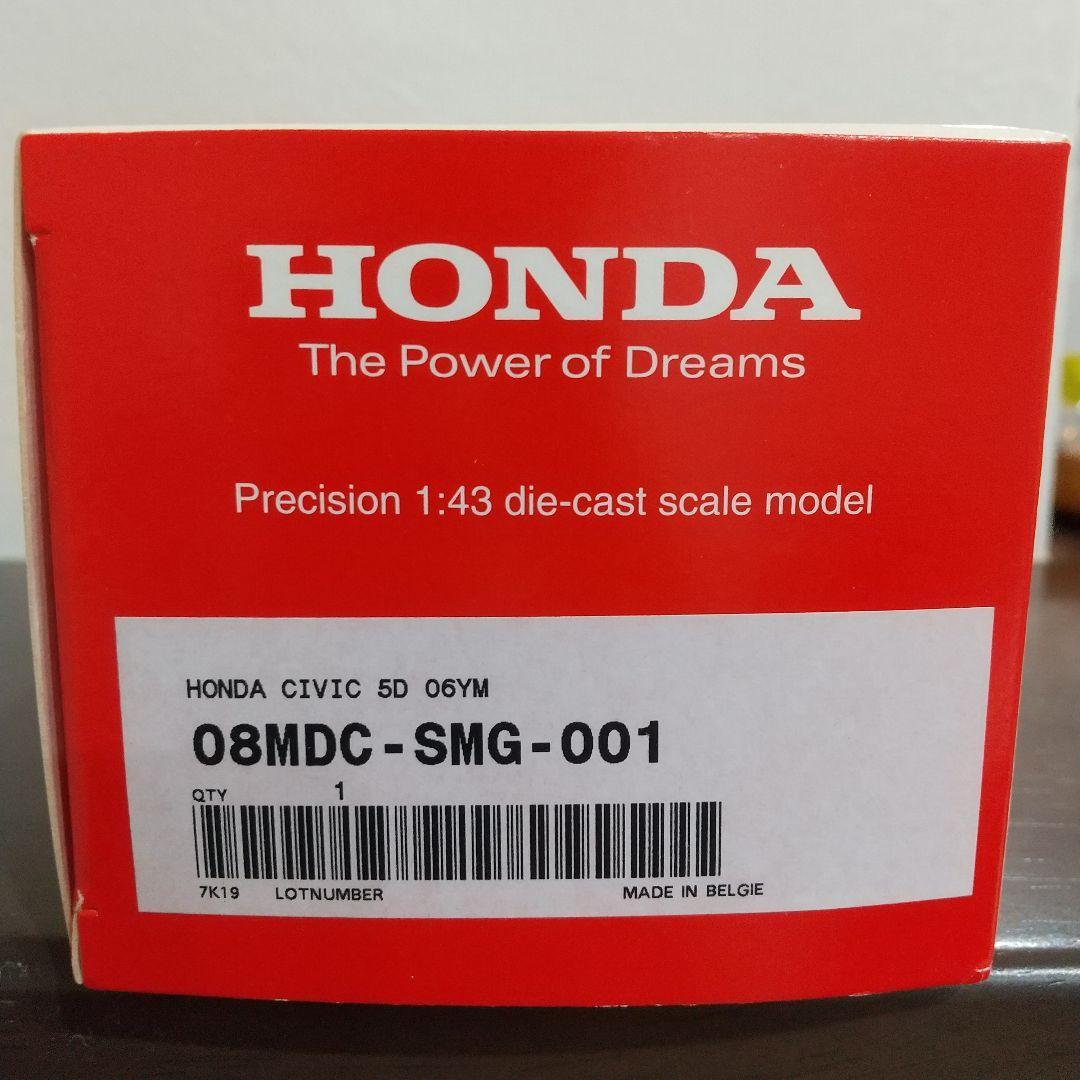 HONDA
The Power of Dreams
Precision 1:43 die-cast scale model
HONDA CIVIC 5D 06YM
08MDC-SMG-001
QTY 1
7K19 LOTNUMBER MADE IN BELGIE